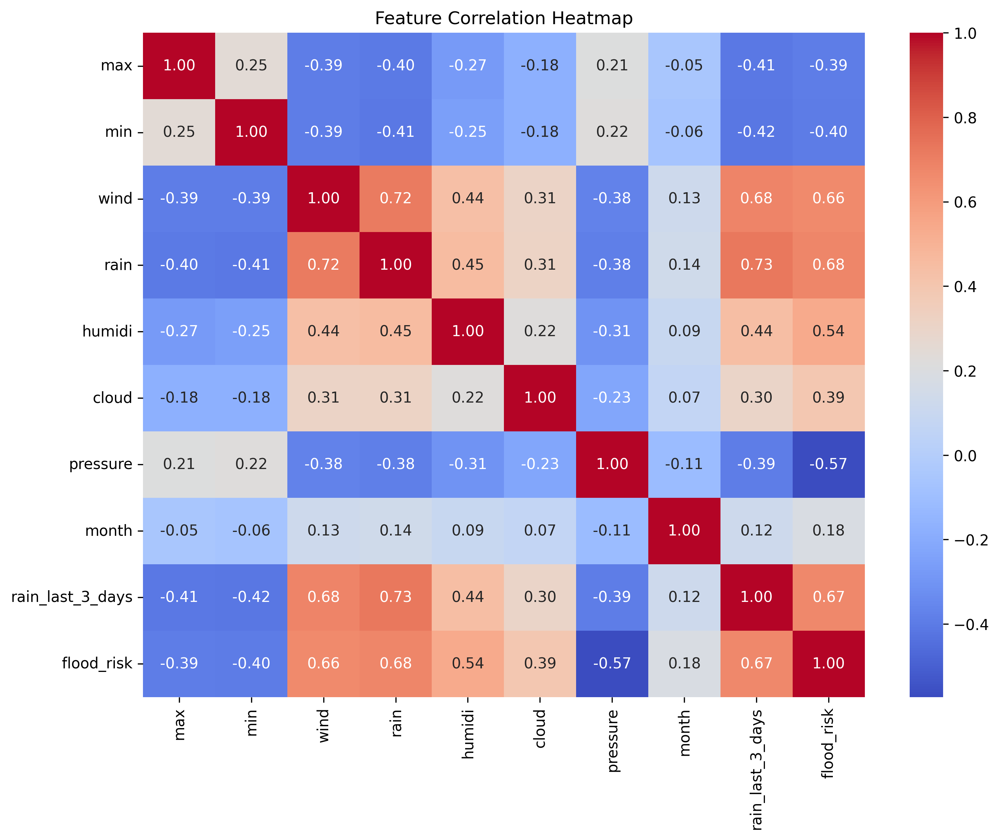 Feature Correlation Heatmap
max 1.00 0.25 -0.39 -0.40 -0.27 -0.18 0.21 -0.05 -0.41 -0.39
min 0.25 1.00 -0.39 -0.41 -0.25 -0.18 0.22 -0.06 -0.42 -0.40
wind -0.39 -0.39 1.00 0.72 0.44 0.31 -0.38 0.13 0.68 0.66
rain -0.40 -0.41 0.72 1.00 0.45 0.31 -0.38 0.14 0.73 0.68
humidi -0.27 -0.25 0.44 0.45 1.00 0.22 -0.31 0.09 0.44 0.54
cloud -0.18 -0.18 0.31 0.31 0.22 1.00 -0.23 0.07 0.30 0.39
pressure 0.21 0.22 -0.38 -0.38 -0.31 -0.23 1.00 -0.11 -0.39 -0.57
month -0.05 -0.06 0.13 0.14 0.09 0.07 -0.11 1.00 0.12 0.18
rain_last_3_days -0.41 -0.42 0.68 0.73 0.44 0.30 -0.39 0.12 1.00 0.67
flood_risk -0.39 -0.40 0.66 0.68 0.54 0.39 -0.57 0.18 0.67 1.00
max min wind rain humidi cloud pressure month rain_last_3_days flood_risk
1.0
0.8
0.6
0.4
0.2
0.0
−0.2
−0.4